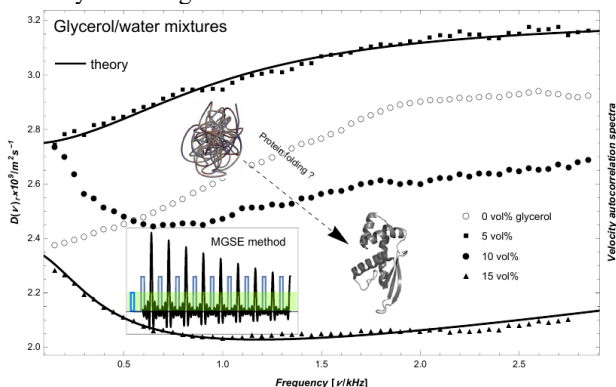 Glycerol/water mixtures
theory
3.2
3.0
2.8
2.6
2.4
2.2
2.0
D(ν),×10⁹/m² s⁻¹
Protein folding ?
MGSE method
0 vol% glycerol
5 vol%
10 vol%
15 vol%
0.5
1.0
1.5
2.0
2.5
Frequency [ν/kHz]
Velocity autocorrelation spectra